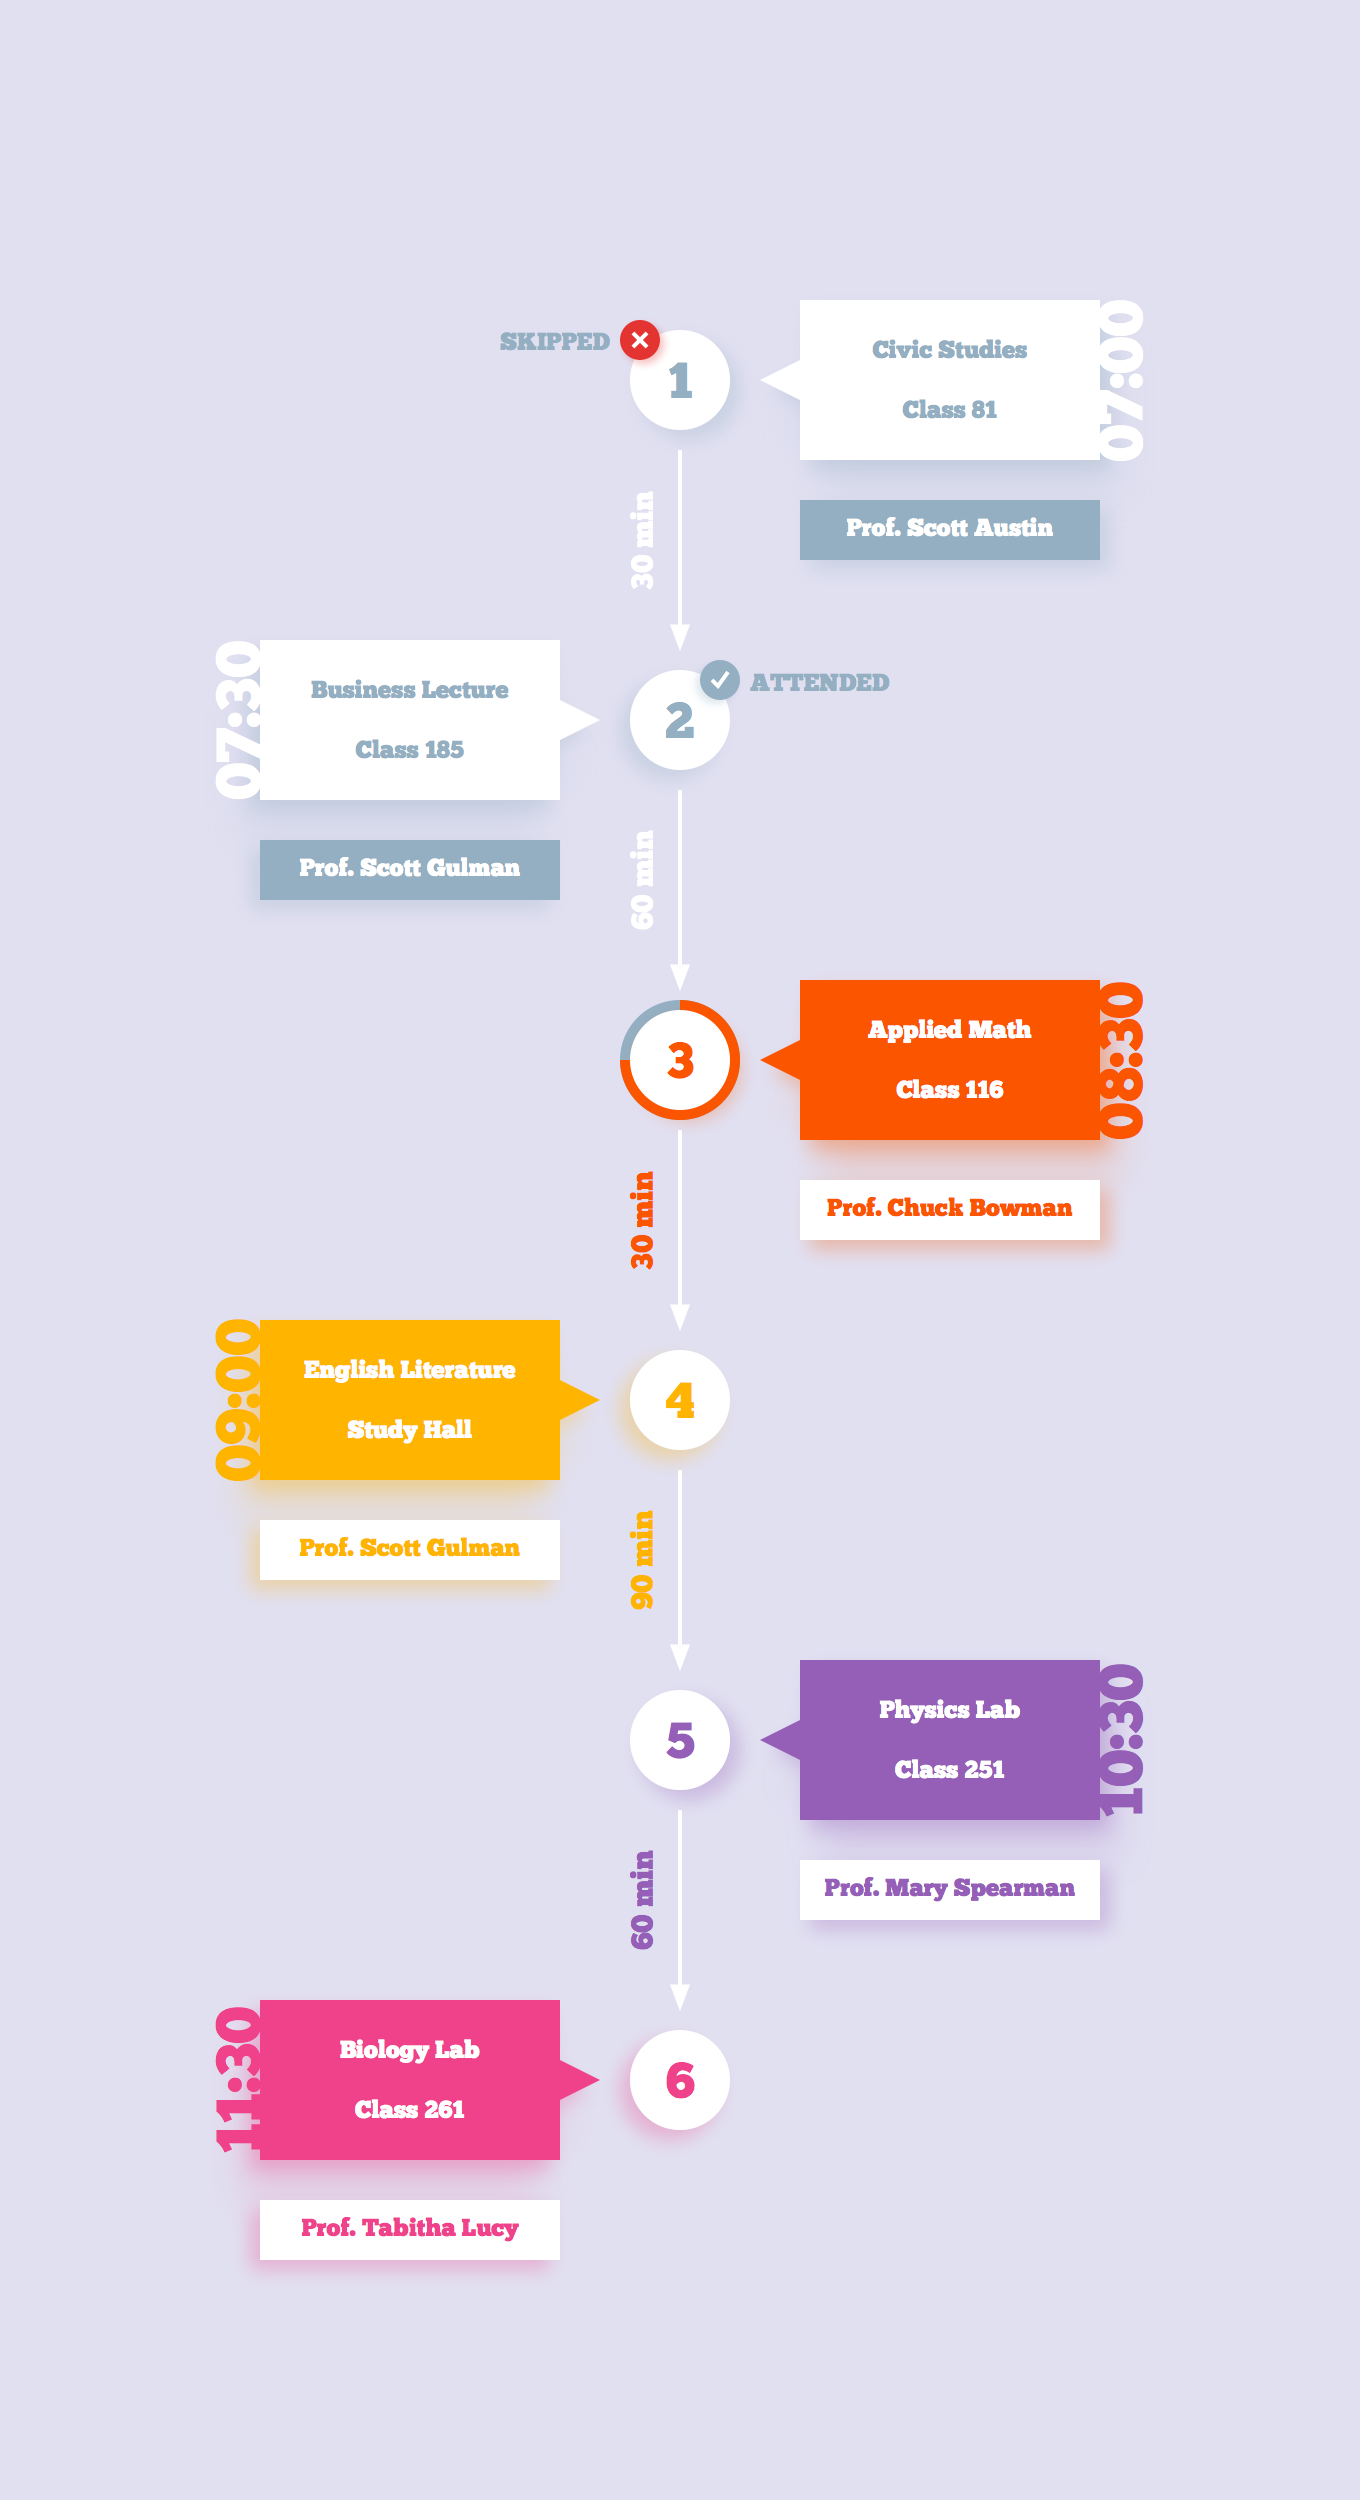 SKIPPED
1
Civic Studies
Class 81
07:00
Prof. Scott Austin
30 min
07:30
Business Lecture
Class 185
Prof. Scott Gulman
2
ATTENDED
60 min
3
Applied Math
Class 116
08:30
Prof. Chuck Bowman
30 min
09:00
English Literature
Study Hall
Prof. Scott Gulman
4
90 min
5
Physics Lab
Class 251
10:30
Prof. Mary Spearman
60 min
11:30
Biology Lab
Class 261
Prof. Tabitha Lucy
6